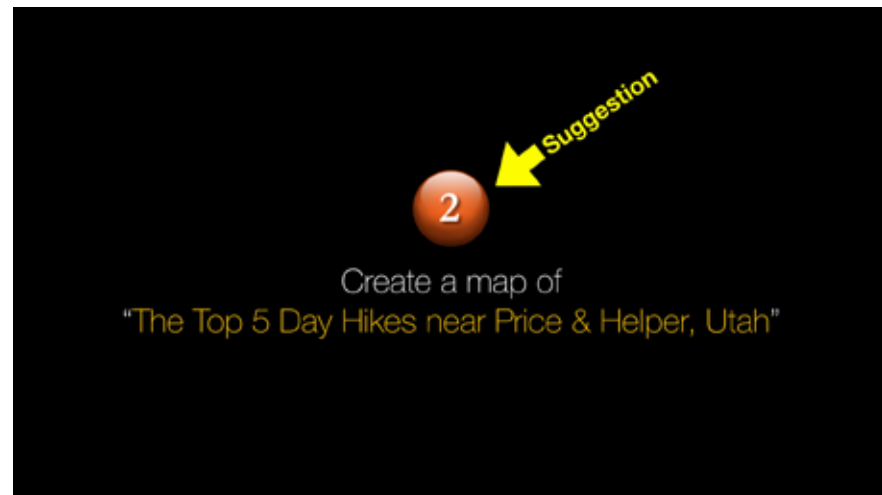 Suggestion
2
Create a map of
“The Top 5 Day Hikes near Price & Helper, Utah”